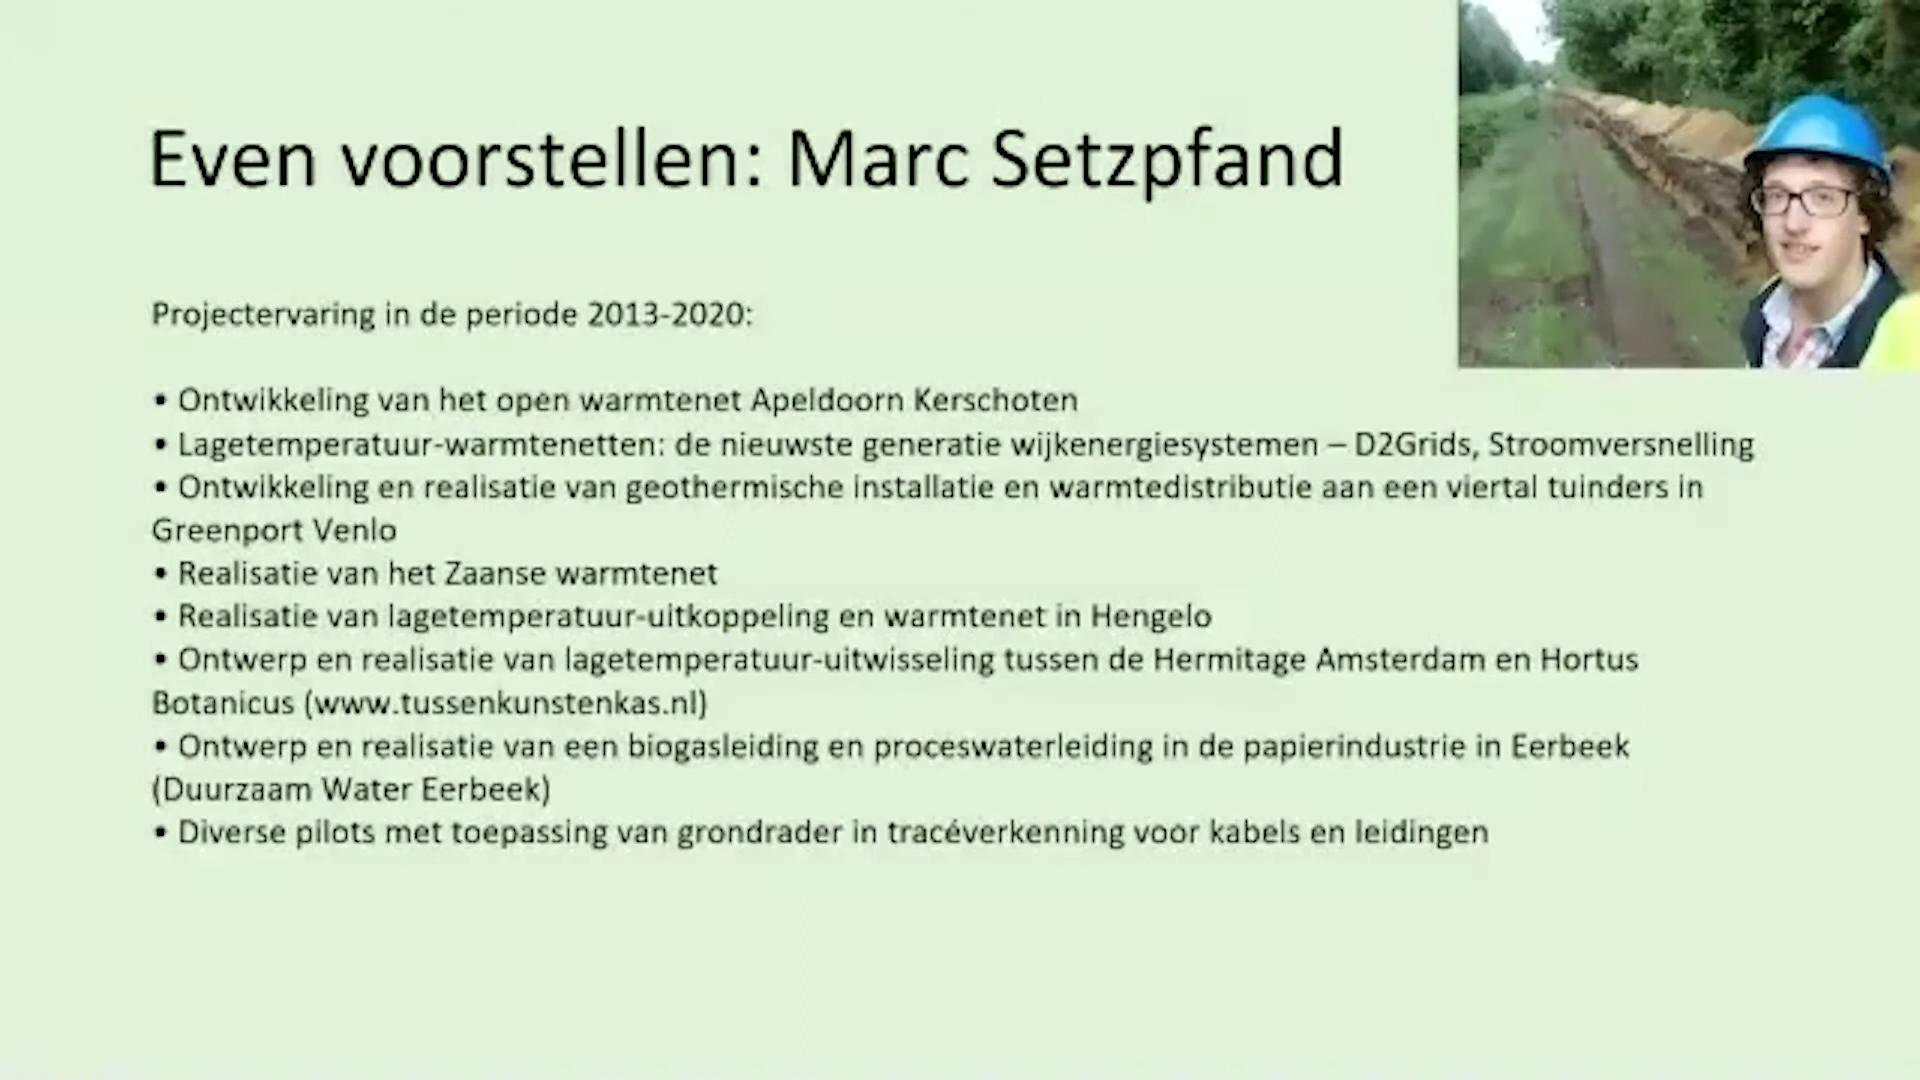 Even voorstellen: Marc Setzpfand
Projectervaring in de periode 2013-2020:
• Ontwikkeling van het open warmtenet Apeldoorn Kerschoten
• Lagetemperatuur-warmtenetten: de nieuwste generatie wijkenergiesystemen – D2Grids, Stroomversnelling
• Ontwikkeling en realisatie van geothermische installatie en warmtedistributie aan een viertal tuinders in
Greenport Venlo
• Realisatie van het Zaanse warmtenet
• Realisatie van lagetemperatuur-uitkoppeling en warmtenet in Hengelo
• Ontwerp en realisatie van lagetemperatuur-uitwisseling tussen de Hermitage Amsterdam en Hortus
Botanicus (www.tussenkunstenkas.nl)
• Ontwerp en realisatie van een biogasleiding en proceswaterleiding in de papierindustrie in Eerbeek
(Duurzaam Water Eerbeek)
• Diverse pilots met toepassing van grondrader in tracéverkenning voor kabels en leidingen